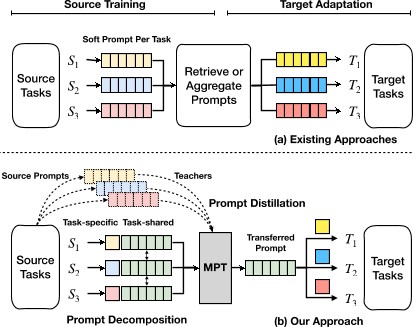 Source Training
Target Adaptation
Soft Prompt Per Task
Source
Tasks
S1
S2
S3
Retrieve or
Aggregate
Prompts
T1
T2
T3
Target
Tasks
(a) Existing Approaches
Source Prompts
Teachers
Prompt Distillation
Task-specific Task-shared
Source
Tasks
S1
S2
S3
MPT
Transferred
Prompt
T1
T2
T3
Target
Tasks
Prompt Decomposition
(b) Our Approach